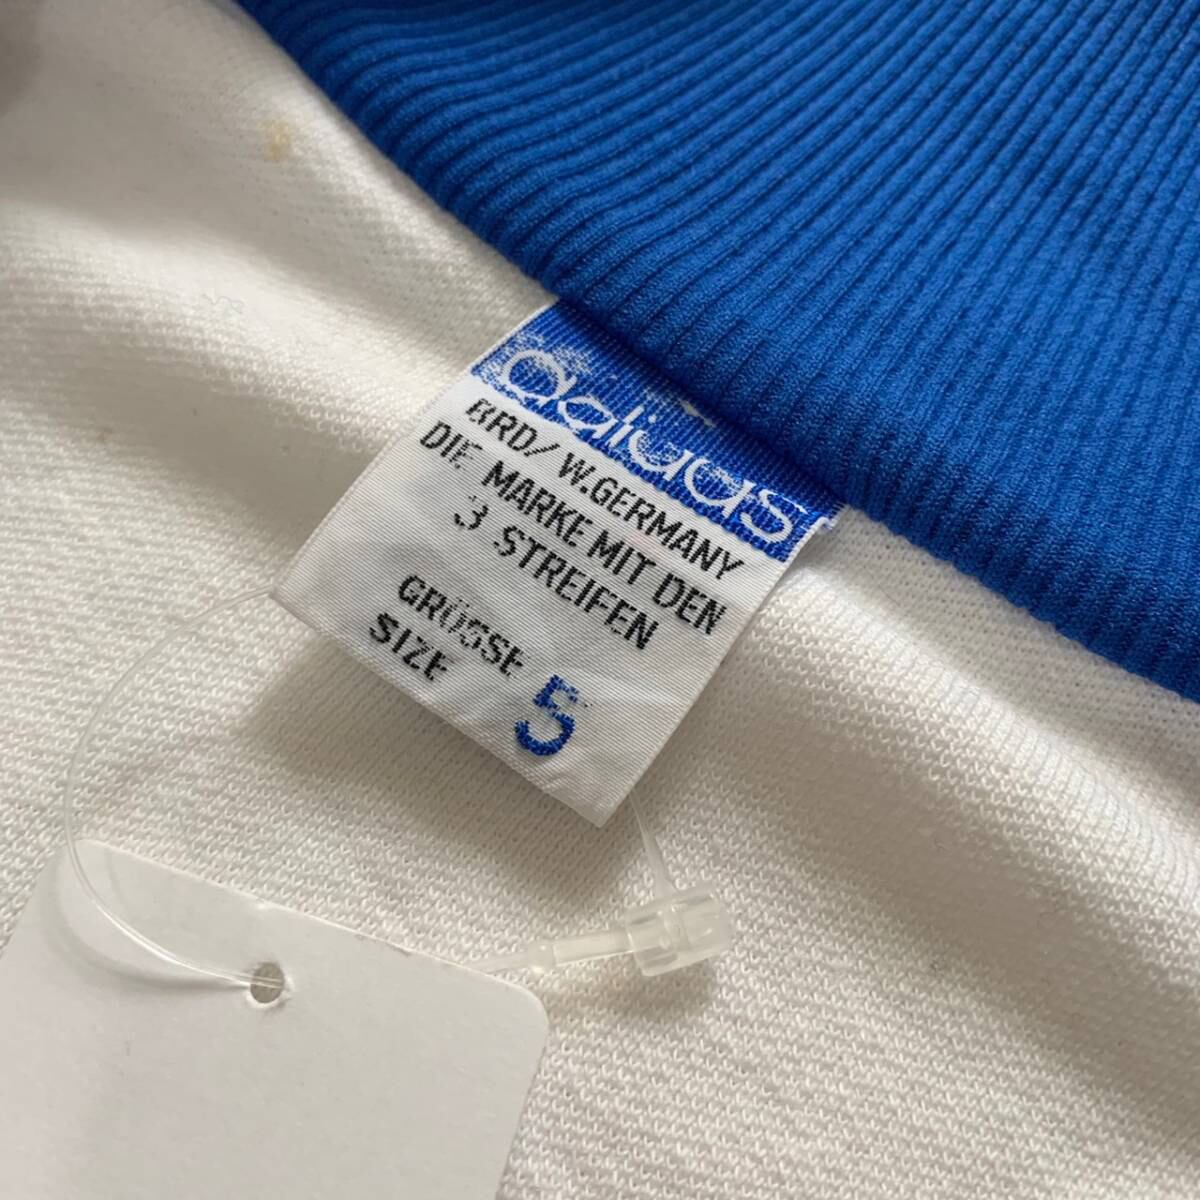 adidas
BRD/ W.GERMANY
DIE MARKE MIT DEN
3 STREIFEN
GRÖSSE
SIZE 5